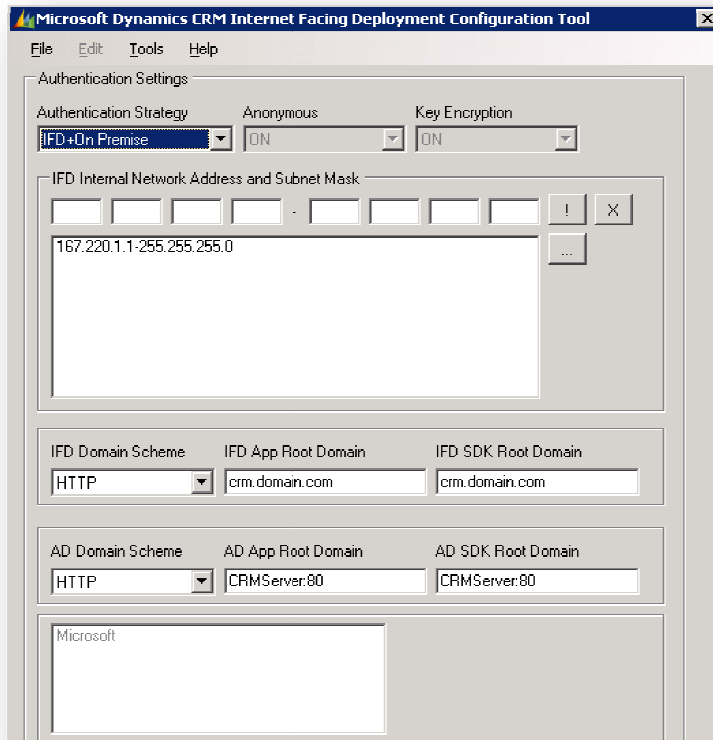 Microsoft Dynamics CRM Internet Facing Deployment Configuration Tool
File Edit Tools Help
Authentication Settings
Authentication Strategy Anonymous Key Encryption
IFD+On Premise ON ON
IFD Internal Network Address and Subnet Mask
- ! X
167.220.1.1-255.255.255.0
...
IFD Domain Scheme IFD App Root Domain IFD SDK Root Domain
HTTP crm.domain.com crm.domain.com
AD Domain Scheme AD App Root Domain AD SDK Root Domain
HTTP CRMServer:80 CRMServer:80
Microsoft